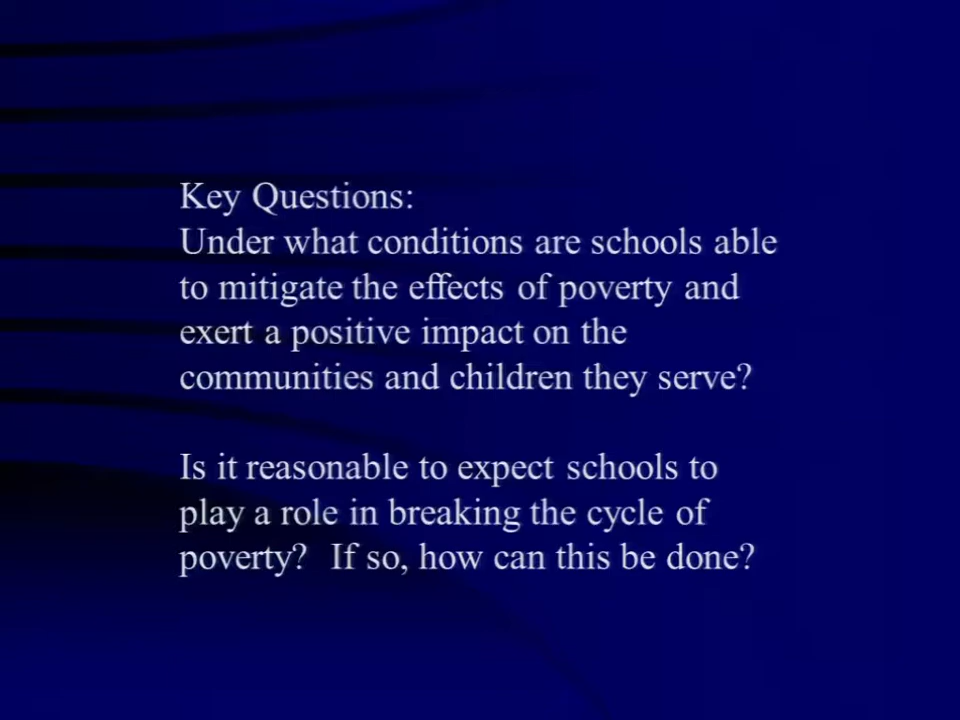 Key Questions:
Under what conditions are schools able
to mitigate the effects of poverty and
exert a positive impact on the
communities and children they serve?
Is it reasonable to expect schools to
play a role in breaking the cycle of
poverty?  If so, how can this be done?